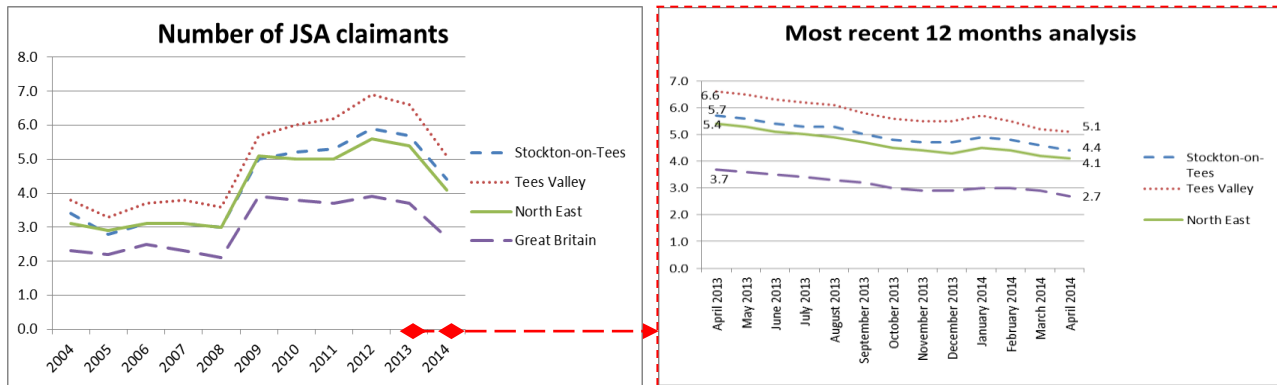 Number of JSA claimants
8.0
7.0
6.0
5.0
4.0
3.0
2.0
1.0
0.0
2004
2005
2006
2007
2008
2009
2010
2011
2012
2013
2014
Stockton-on-Tees
Tees Valley
North East
Great Britain
Most recent 12 months analysis
7.0
6.0
5.0
4.0
3.0
2.0
1.0
0.0
6.6
5.7
5.4
3.7
5.1
4.4
4.1
2.7
April 2013
May 2013
June 2013
July 2013
August 2013
September 2013
October 2013
November 2013
December 2013
January 2014
February 2014
March 2014
April 2014
Stockton-on-
Tees
Tees Valley
North East